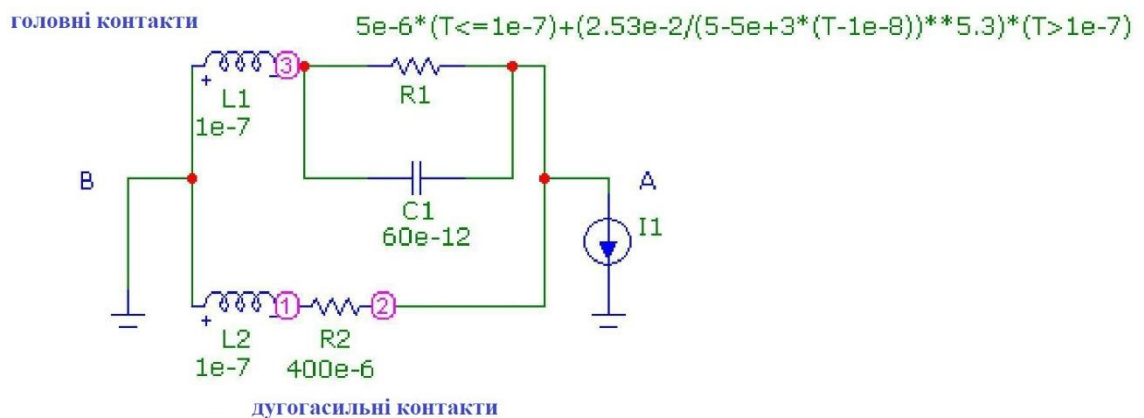 головні контакти
5e-6*(T<=1e-7)+(2.53e-2/(5-5e+3*(T-1e-8))**5.3)*(T>1e-7)
3
+
L1
1e-7
R1
B
A
C1
60e-12
I1
1
2
+
L2
1e-7
R2
400e-6
дугогасильні контакти